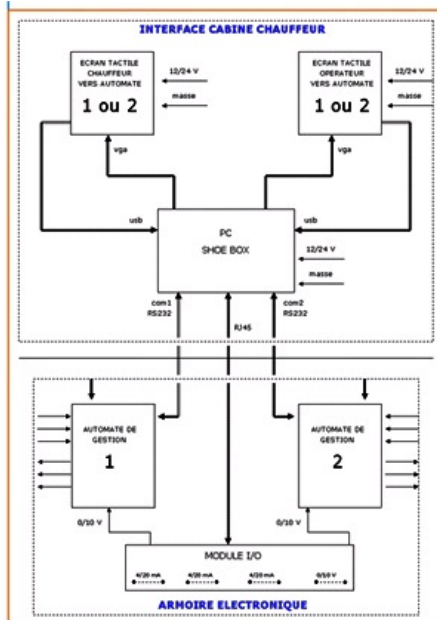 INTERFACE CABINE CHAUFFEUR
ECRAN TACTILE
CHAUFFEUR
VERS AUTOMATE
1 ou 2
12/24 V
masse
ECRAN TACTILE
OPERATEUR
VERS AUTOMATE
1 ou 2
12/24 V
masse
vga
vga
usb
usb
PC
SHOE BOX
12/24 V
masse
com1
RS232
RJ45
com2
RS232
AUTOMATE DE
GESTION
1
AUTOMATE DE
GESTION
2
0/10 V
0/10 V
MODULE I/O
4/20 mA
4/20 mA
4/20 mA
0/10 V
ARMOIRE ELECTRONIQUE